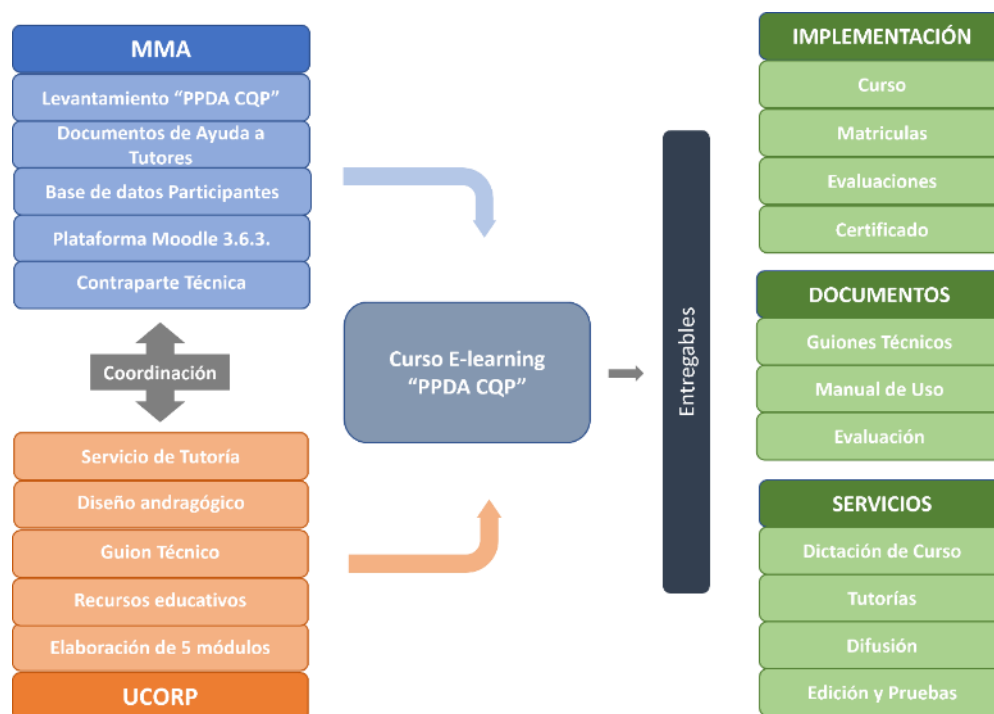 MMA
Levantamiento “PPDA CQP”
Documentos de Ayuda a
Tutores
Base de datos Participantes
Plataforma Moodle 3.6.3.
Contraparte Técnica
Coordinación
Servicio de Tutoría
Diseño andragógico
Guion Técnico
Recursos educativos
Elaboración de 5 módulos
UCORP
Curso E-learning
“PPDA CQP”
Entregables
IMPLEMENTACIÓN
Curso
Matriculas
Evaluaciones
Certificado
DOCUMENTOS
Guiones Técnicos
Manual de Uso
Evaluación
SERVICIOS
Dictación de Curso
Tutorías
Difusión
Edición y Pruebas